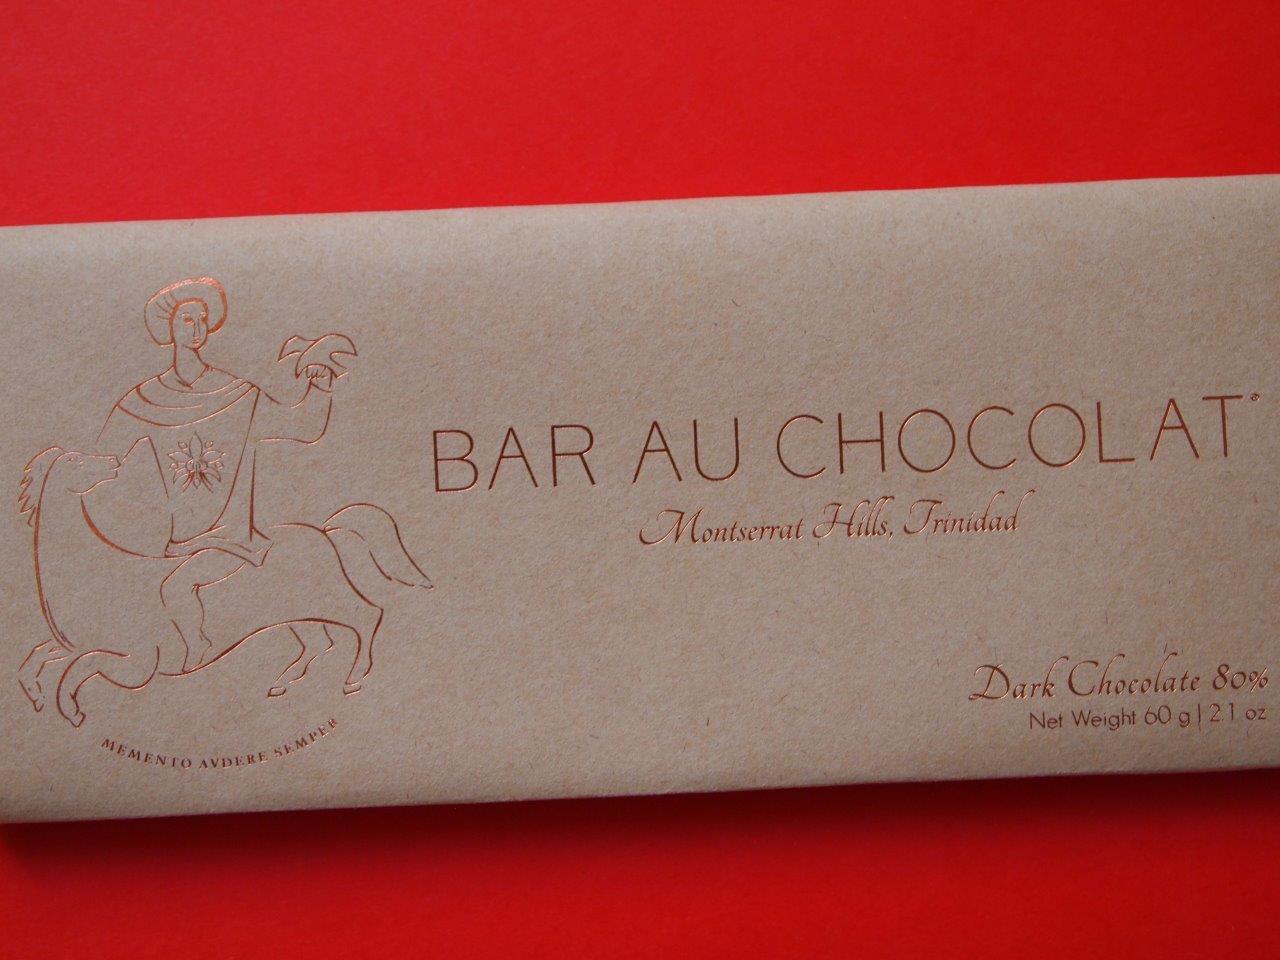 BAR AU CHOCOLAT®
Montserrat Hills, Trinidad
Dark Chocolate 80%
Net Weight 60 g | 2.1 oz
MEMENTO AVDERE SEMPER